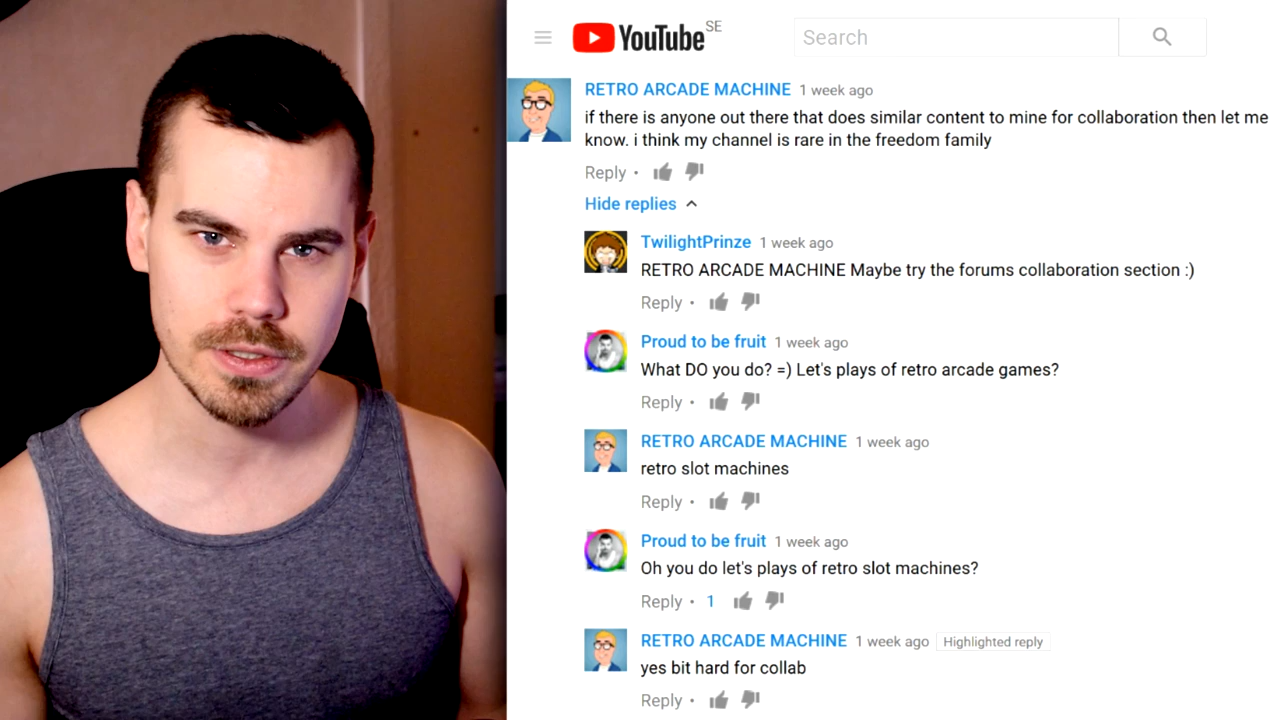 YouTube SE
Search
RETRO ARCADE MACHINE 1 week ago
if there is anyone out there that does similar content to mine for collaboration then let me
know. i think my channel is rare in the freedom family
Reply •
Hide replies
TwilightPrinze 1 week ago
RETRO ARCADE MACHINE Maybe try the forums collaboration section :)
Reply •
Proud to be fruit 1 week ago
What DO you do? =) Let's plays of retro arcade games?
Reply •
RETRO ARCADE MACHINE 1 week ago
retro slot machines
Reply •
Proud to be fruit 1 week ago
Oh you do let's plays of retro slot machines?
Reply • 1
RETRO ARCADE MACHINE 1 week ago Highlighted reply
yes bit hard for collab
Reply •